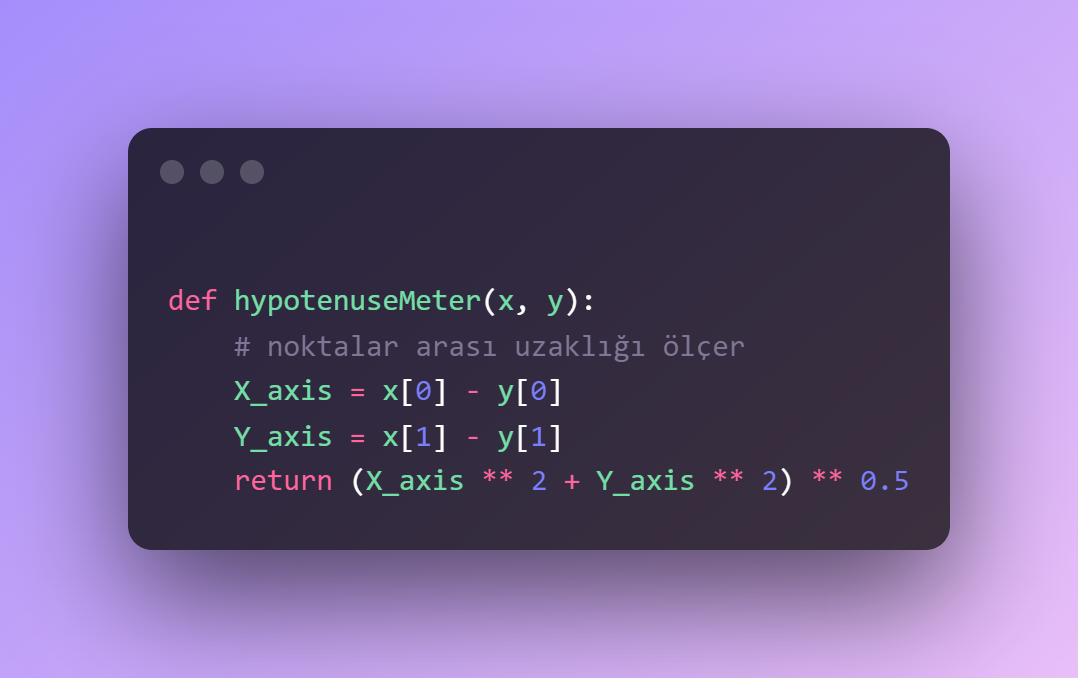 def hypotenuseMeter(x, y):
    # noktalar arası uzaklığı ölçer
    X_axis = x[0] - y[0]
    Y_axis = x[1] - y[1]
    return (X_axis ** 2 + Y_axis ** 2) ** 0.5